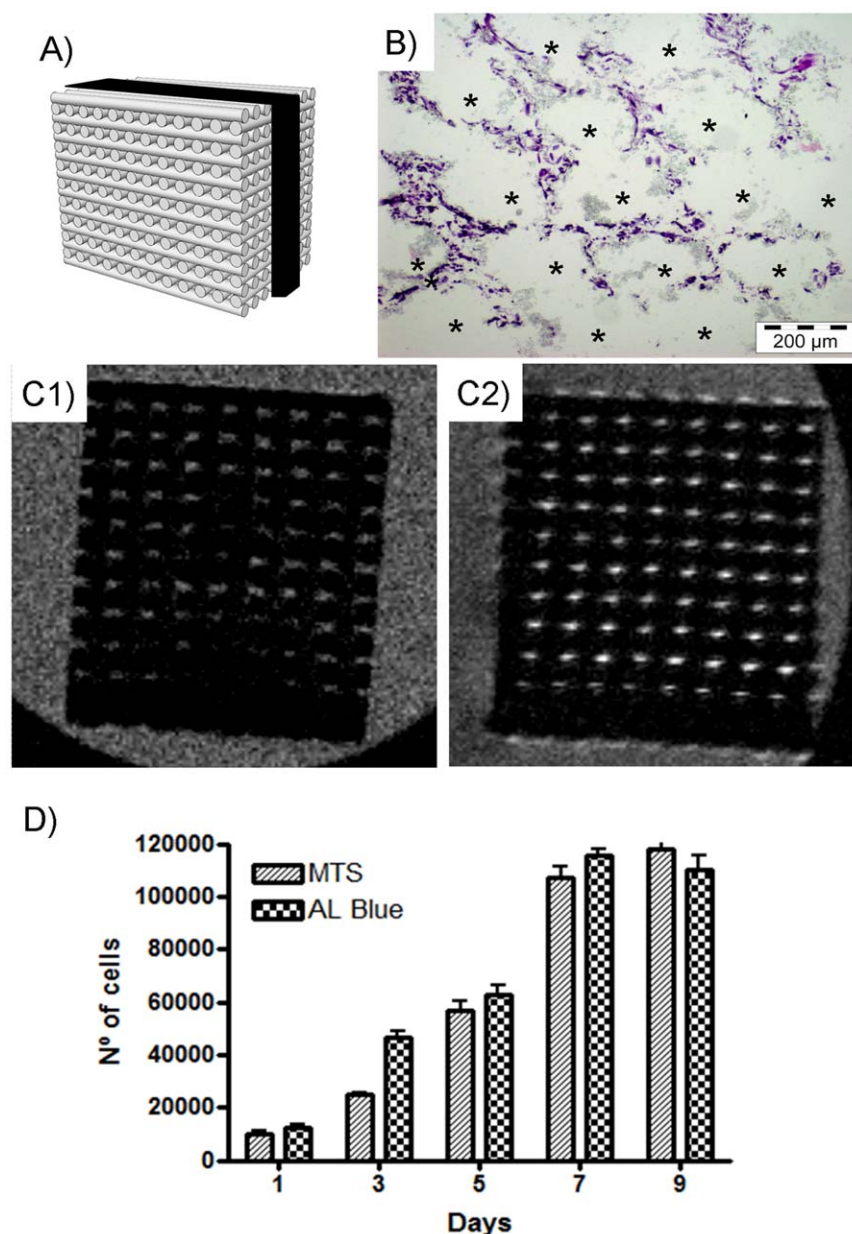 A)
B)
200 µm
C1)
C2)
D)
120000
100000
80000
60000
40000
20000
0
Nº of cells
MTS
AL Blue
1 3 5 7 9
Days